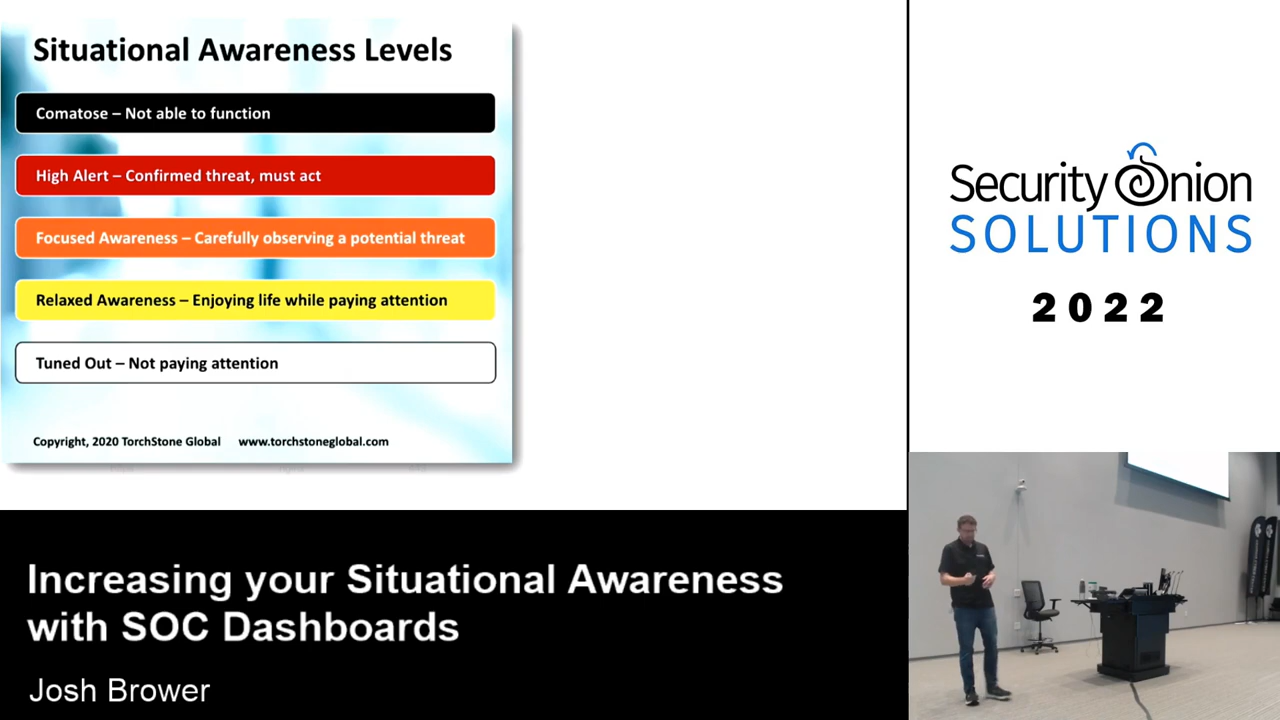 Situational Awareness Levels
Comatose – Not able to function
High Alert – Confirmed threat, must act
Focused Awareness – Carefully observing a potential threat
Relaxed Awareness – Enjoying life while paying attention
Tuned Out – Not paying attention
Copyright, 2020 TorchStone Global www.torchstoneglobal.com
Security Onion
SOLUTIONS
2022
Increasing your Situational Awareness
with SOC Dashboards
Josh Brower